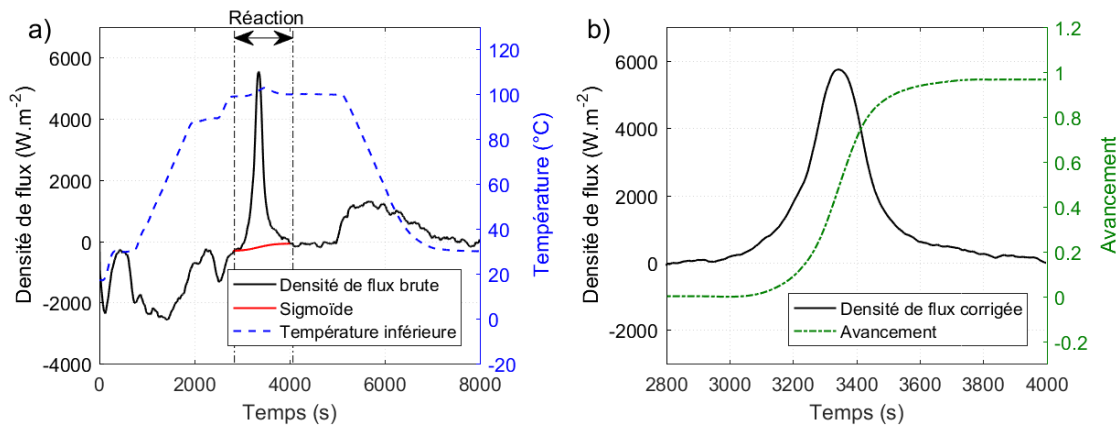 Réaction
a)
6000
4000
2000
0
-2000
-4000
Densité de flux (W.m-2)
120
100
80
60
40
20
0
-20
Température (°C)
Densité de flux brute
Sigmoïde
Température inférieure
0
2000
4000
6000
8000
Temps (s)
b)
6000
4000
2000
0
-2000
Densité de flux (W.m-2)
1.2
1
0.8
0.6
0.4
0.2
0
-0.2
Avancement
Densité de flux corrigée
Avancement
2800
3000
3200
3400
3600
3800
4000
Temps (s)